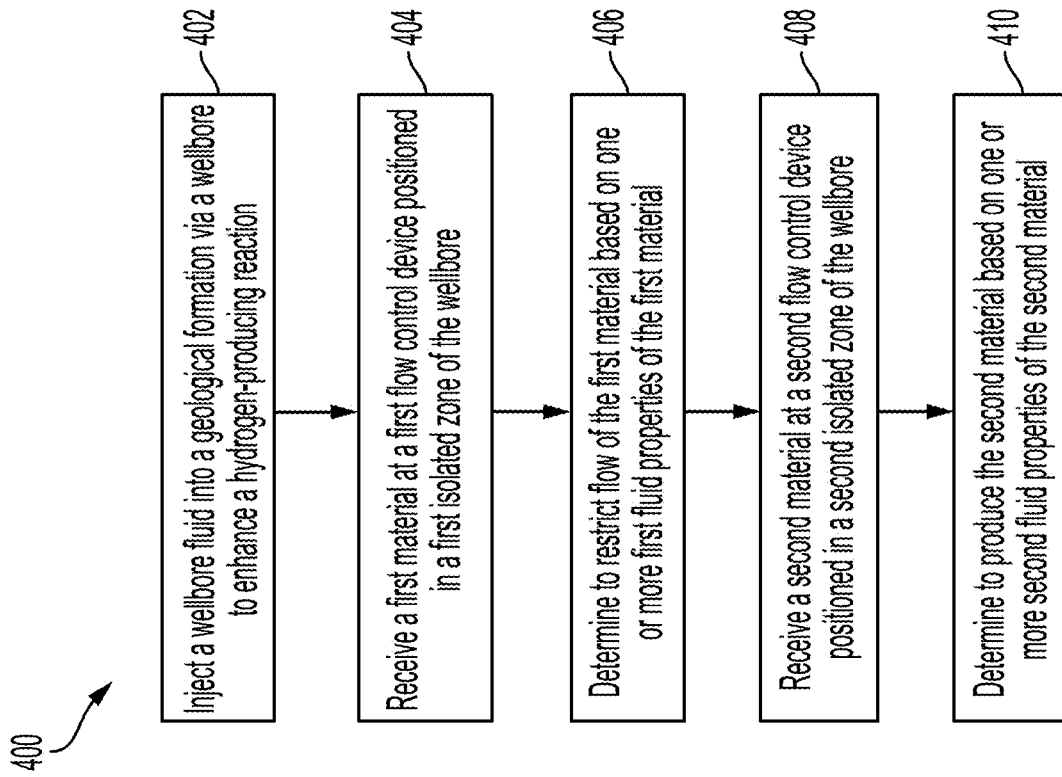 400
Inject a wellbore fluid into a geological formation via a wellbore
to enhance a hydrogen-producing reaction
402
Receive a first material at a first flow control device positioned
in a first isolated zone of the wellbore
404
Determine to restrict flow of the first material based on one
or more first fluid properties of the first material
406
Receive a second material at a second flow control device
positioned in a second isolated zone of the wellbore
408
Determine to produce the second material based on one or
more second fluid properties of the second material
410